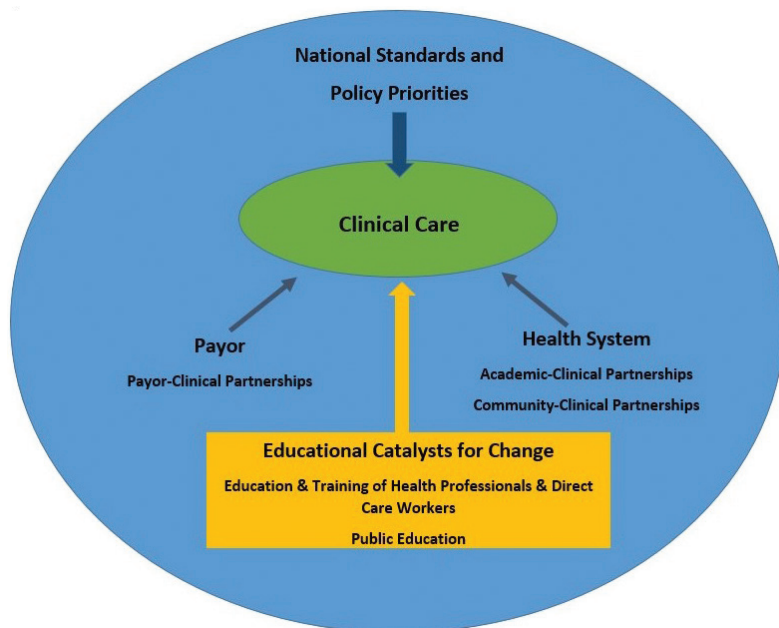 National Standards and
Policy Priorities
Clinical Care
Payor
Payor-Clinical Partnerships
Health System
Academic-Clinical Partnerships
Community-Clinical Partnerships
Educational Catalysts for Change
Education & Training of Health Professionals & Direct
Care Workers
Public Education